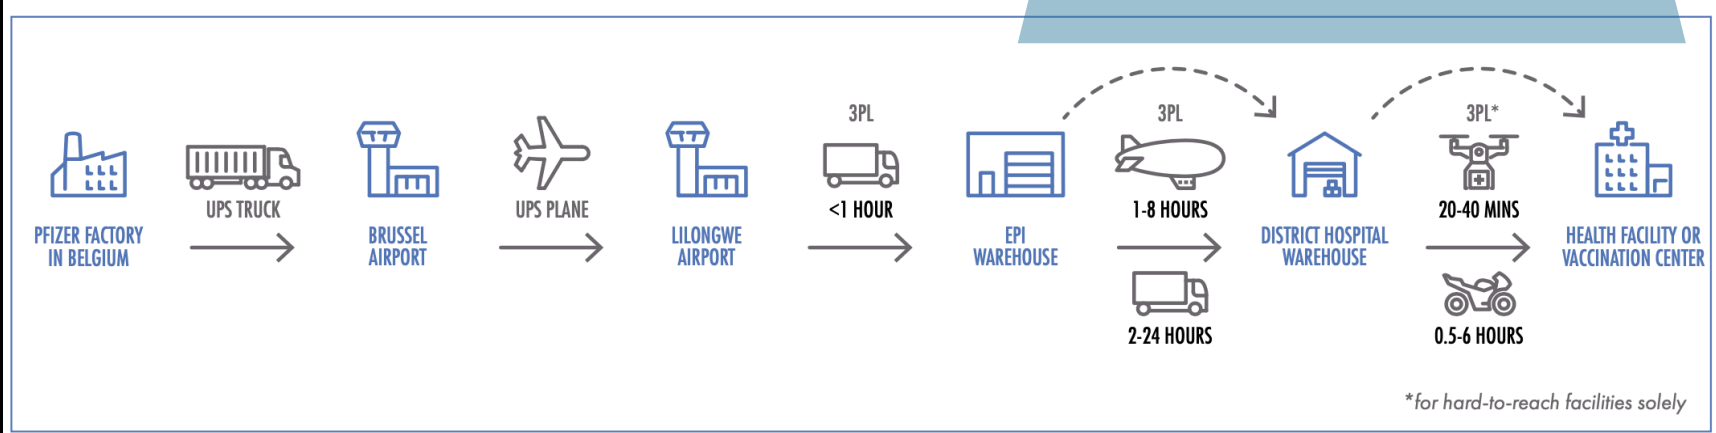 PFIZER FACTORY
IN BELGIUM
UPS TRUCK
BRUSSEL
AIRPORT
UPS PLANE
LILONGWE
AIRPORT
3PL
<1 HOUR
EPI
WAREHOUSE
3PL
1-8 HOURS
2-24 HOURS
DISTRICT HOSPITAL
WAREHOUSE
3PL*
20-40 MINS
0.5-6 HOURS
HEALTH FACILITY OR
VACCINATION CENTER
*for hard-to-reach facilities solely